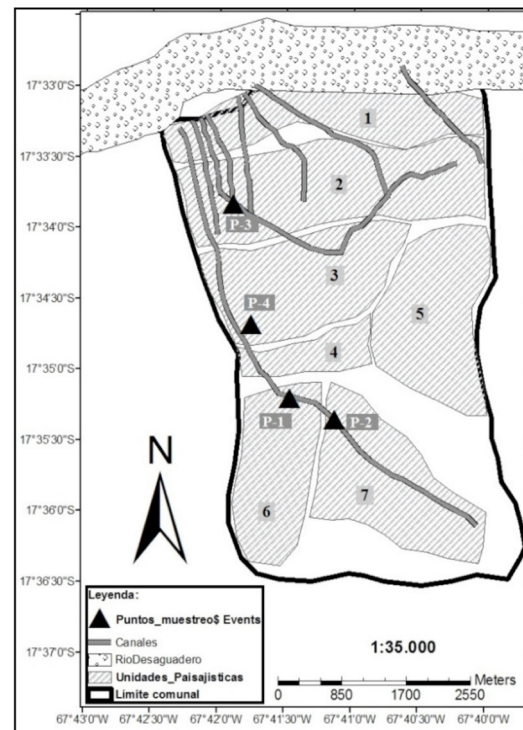 17°33'0"S
1
17°33'30"S
2
P-3
17°34'0"S
3
17°34'30"S
P-4
5
17°35'0"S
4
P-1
P-2
17°35'30"S
N
6
7
17°36'0"S
17°36'30"S
Leyenda:
Puntos_muestreo$ Events
Canales
RioDesaguadero
Unidades_Paisajísticas
Limite comunal
17°37'0"S
1:35.000
Meters
0 850 1700 2550
67°43'0"W 67°42'30"W 67°42'0"W 67°41'30"W 67°41'0"W 67°40'30"W 67°40'0"W